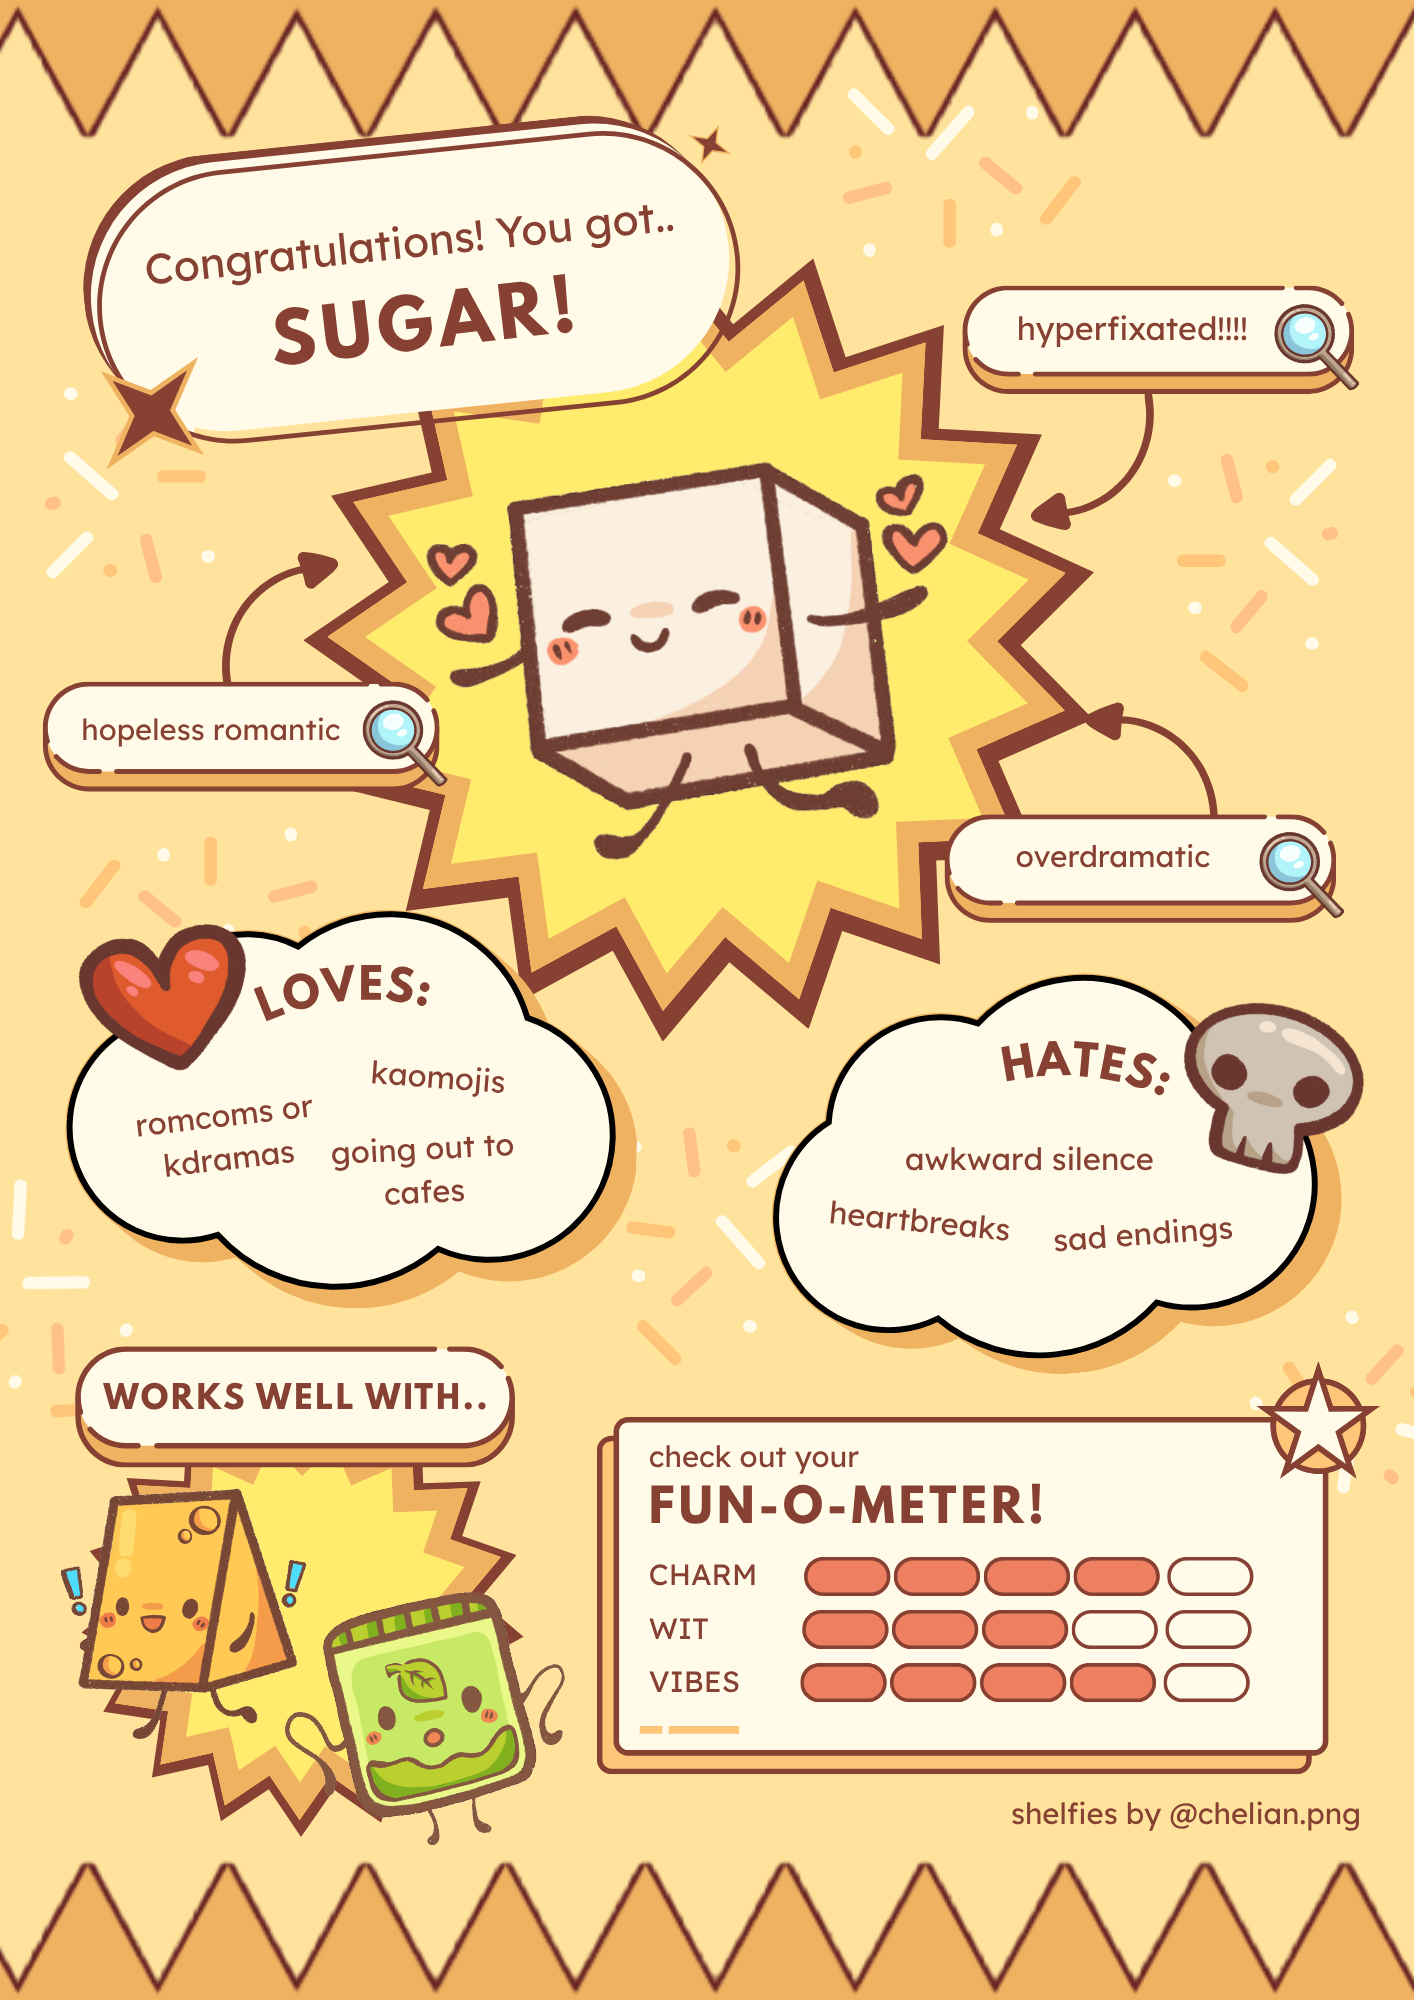 Congratulations! You got..
SUGAR!
hyperfixated!!!!
hopeless romantic
overdramatic
LOVES:
kaomojis
romcoms or
kdramas
going out to
cafes
HATES:
awkward silence
heartbreaks
sad endings
WORKS WELL WITH..
check out your
FUN-O-METER!
CHARM
WIT
VIBES
shelfies by @chelian.png